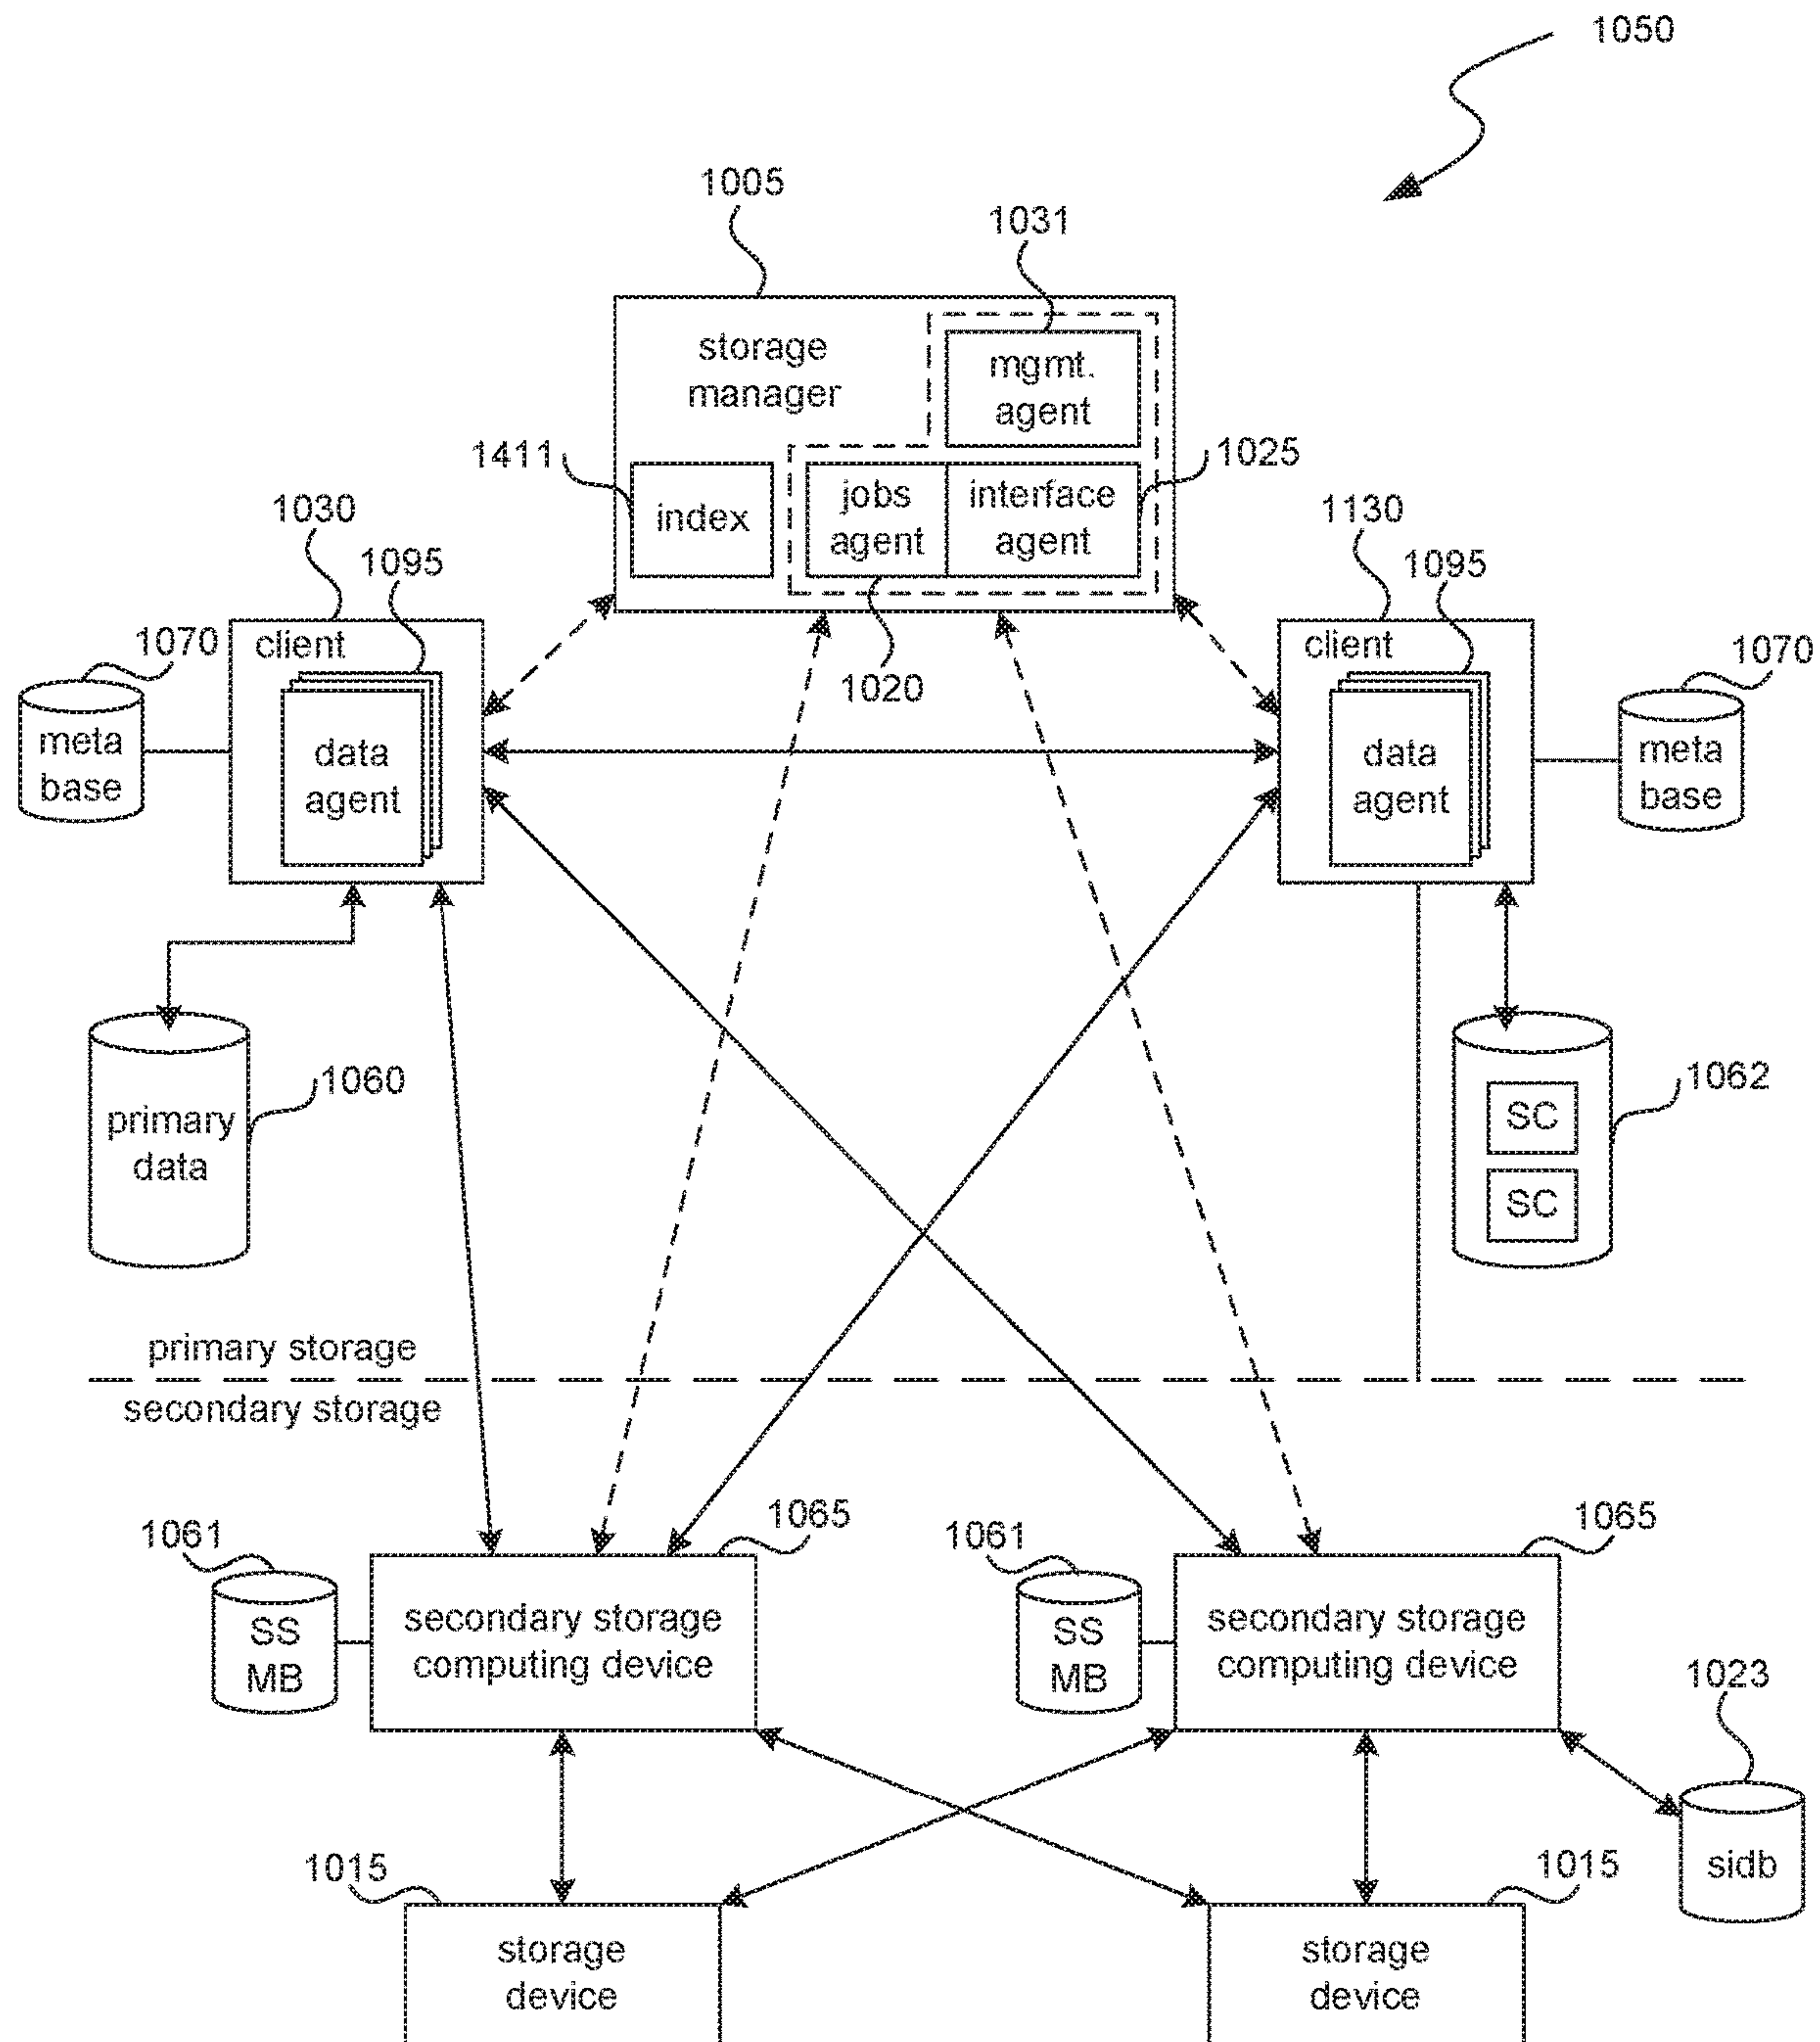 1050
1005
1031
storage
manager
mgmt.
agent
1411
index
jobs
agent
interface
agent
1025
1020
1030
1095
client
data
agent
1070
meta
base
1130
1095
client
data
agent
1070
meta
base
primary
data
1060
SC
SC
1062
primary storage
secondary storage
1061
SS
MB
1065
secondary storage
computing device
1061
SS
MB
1065
secondary storage
computing device
1023
sidb
1015
storage
device
1015
storage
device